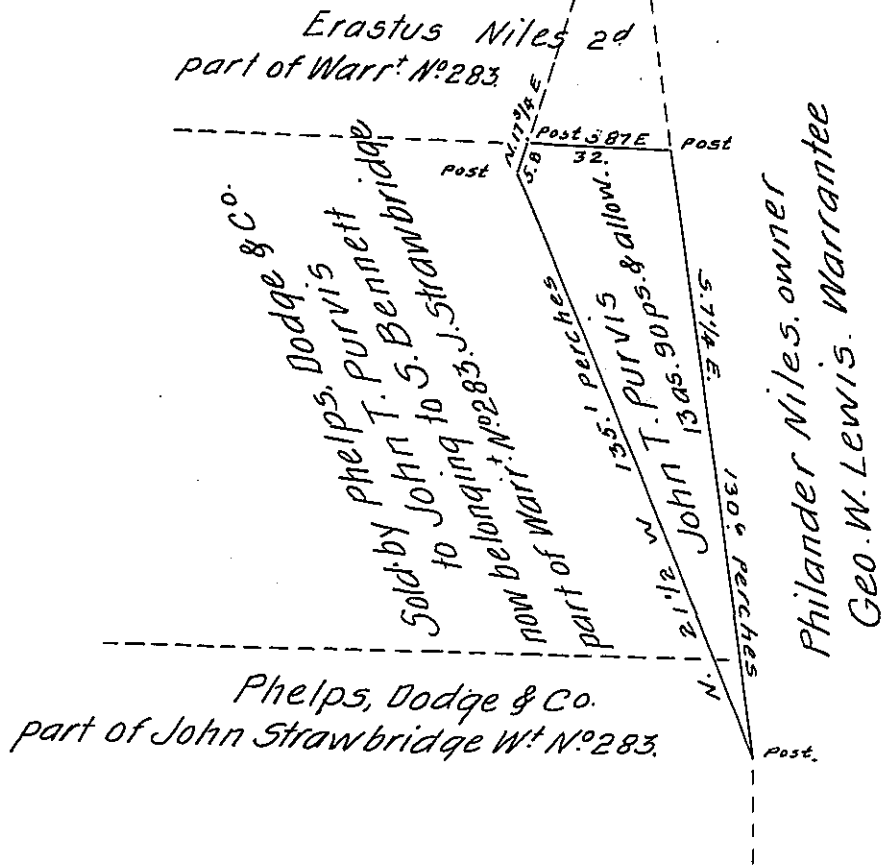 Erastus Niles 2d
part of Warrt. No 283.
N. 17 3/4 E
Post S 87 E
Post
Post
5.8
32.
Phelps, Dodge & Co.
Phelps, Dodge
Sold by John T. Purvis
to John S. Bennett
now belonging to J. Strawbridge
part of Warrt. No 283.
N. 21 1/2 W 135.1 Perches
John T. Purvis
13 as. 90 ps. & allow.
S. 7 1/4 E. 130.6 Perches
Philander Niles. owner
Geo. W. Lewis. Warrantee
Phelps, Dodge & Co.
part of John Strawbridge Wt No 283.
Post.